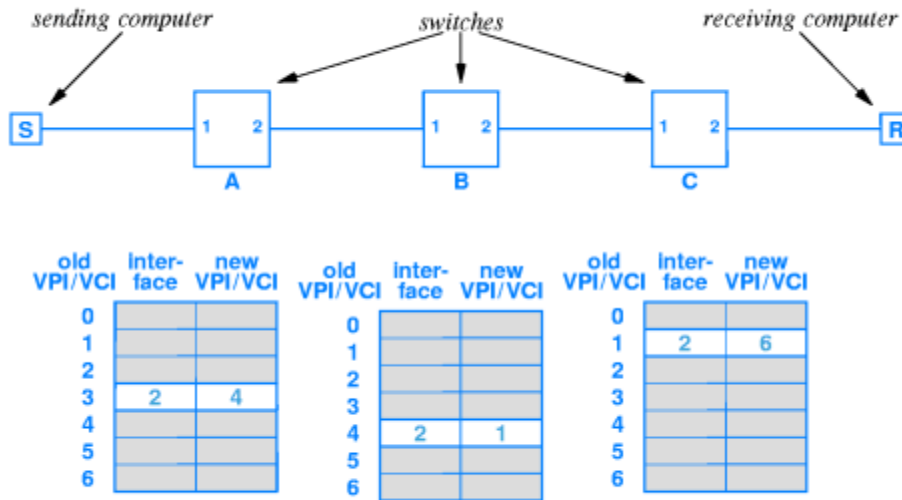 sending computer
switches
receiving computer
S
1 2
1 2
1 2
R
A
B
C
old VPI/VCI
inter-face
new VPI/VCI
0
1
2
3 2 4
4
5
6
old VPI/VCI
inter-face
new VPI/VCI
0
1
2
3
4 2 1
5
6
old VPI/VCI
inter-face
new VPI/VCI
0
1 2 6
2
3
4
5
6